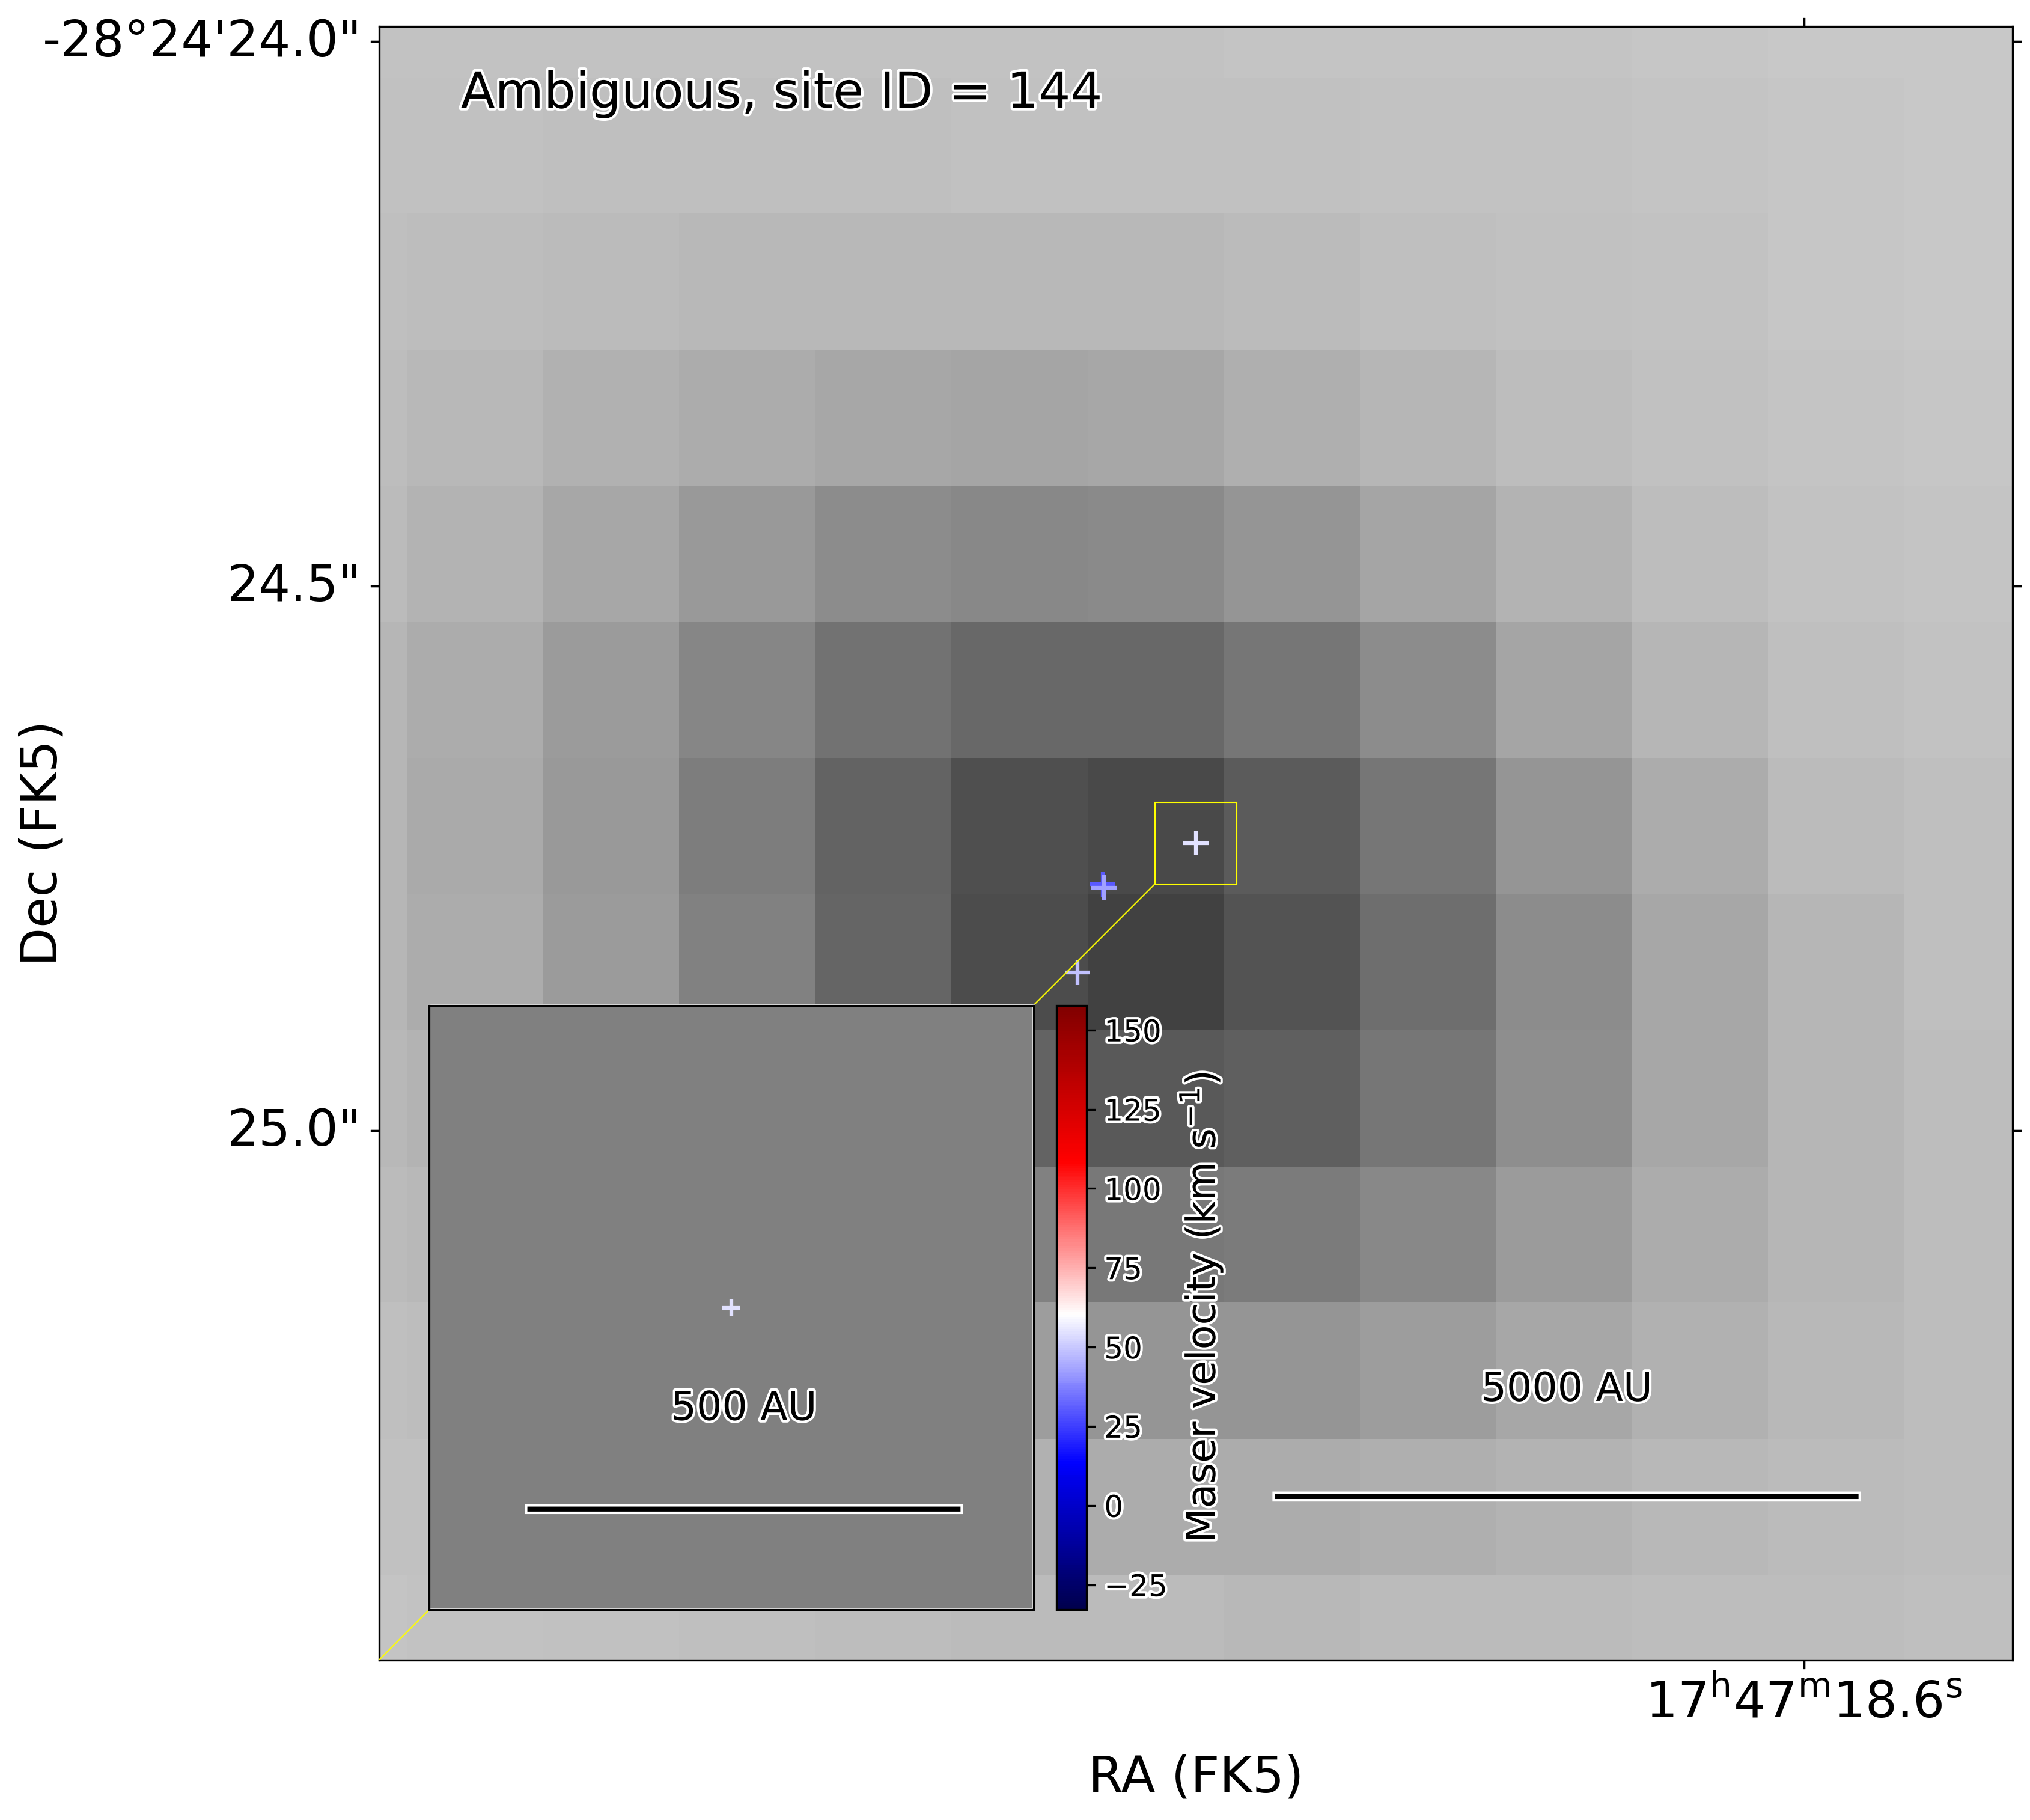 -28°24'24.0"
Ambiguous, site ID = 144
24.5"
Dec (FK5)
25.0"
150
125
100
75
50
25
0
−25
Maser velocity (km s⁻¹)
500 AU
5000 AU
17ʰ47ᵐ18.6ˢ
RA (FK5)